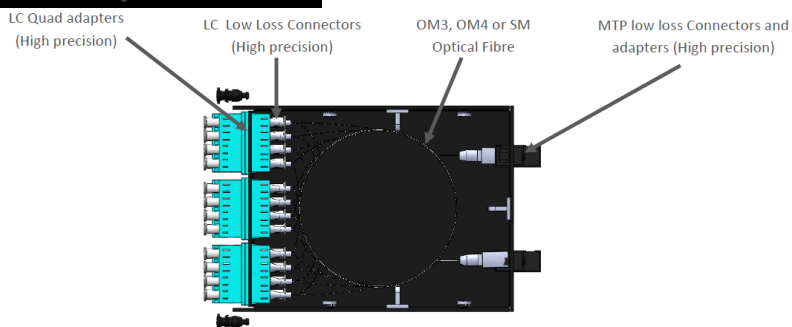 LC Quad adapters
(High precision)
LC Low Loss Connectors
(High precision)
OM3, OM4 or SM
Optical Fibre
MTP low loss Connectors and
adapters (High precision)